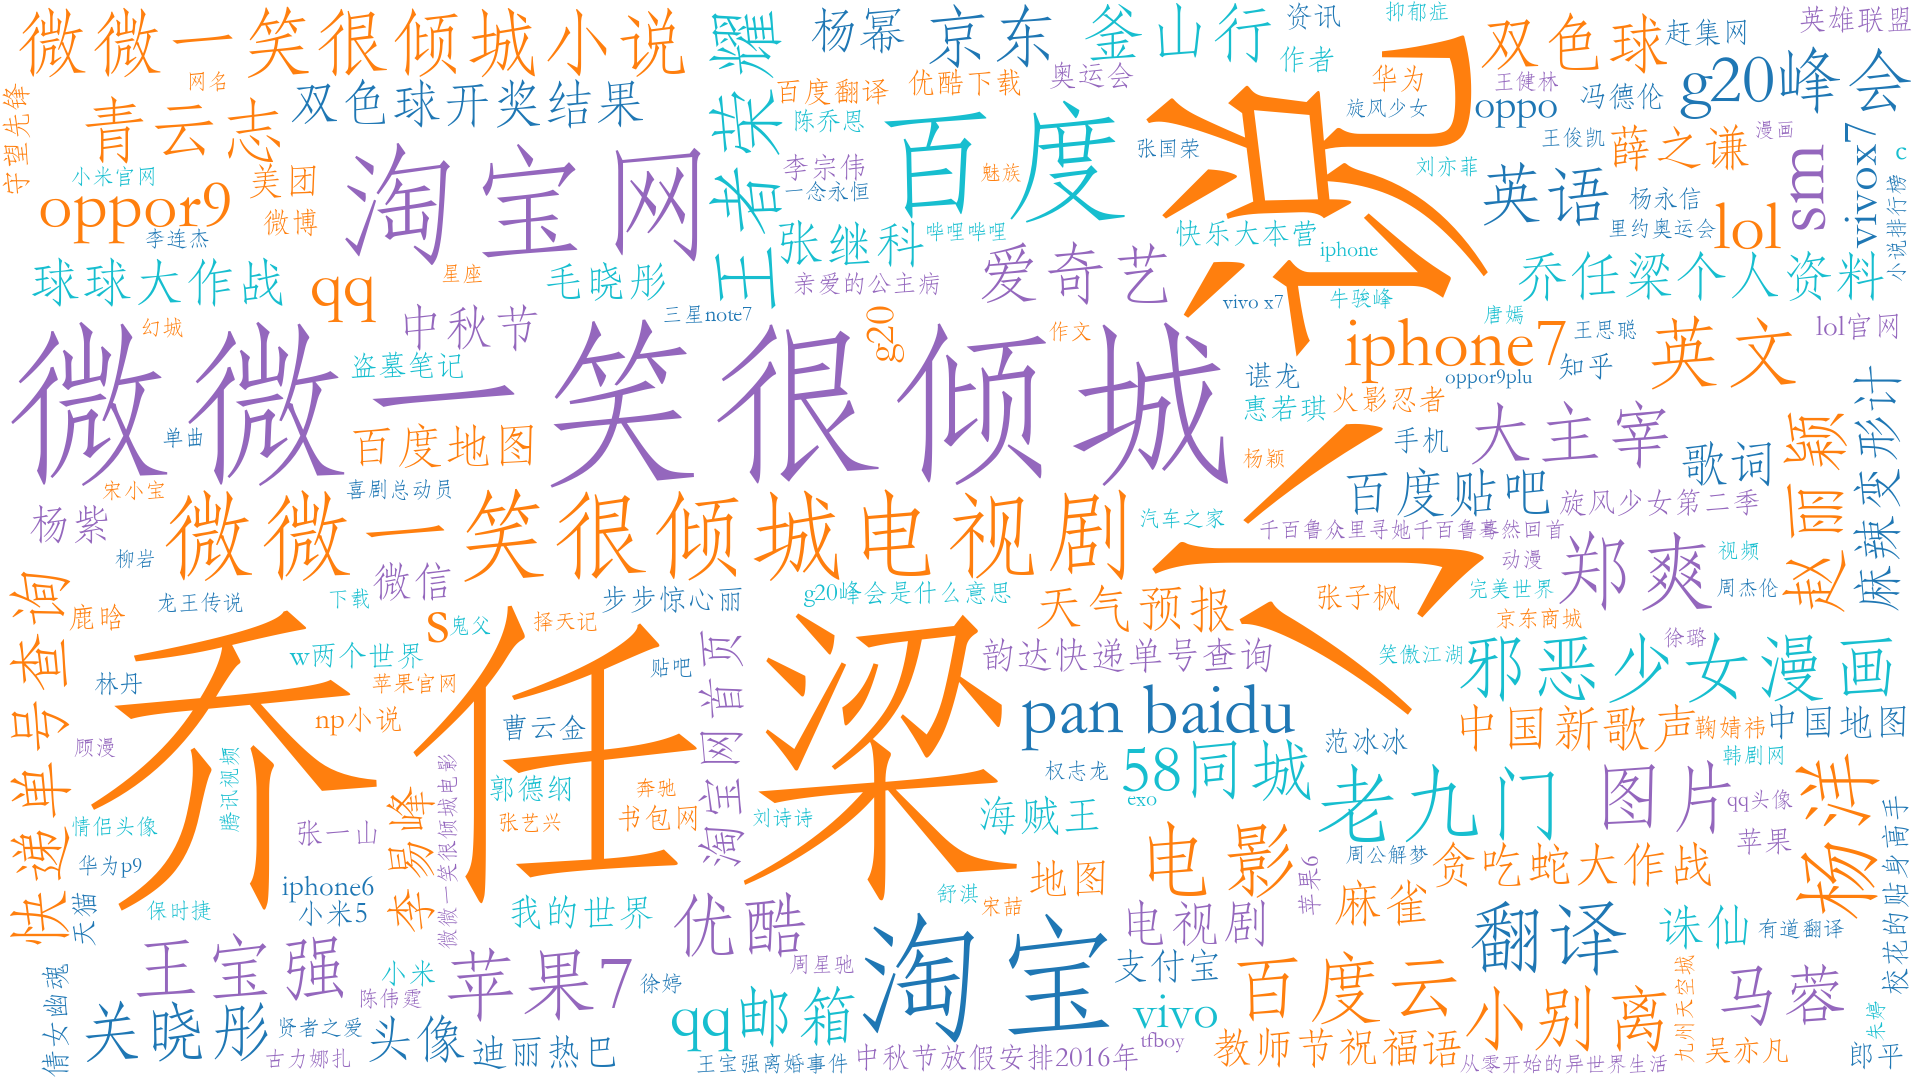 微微一笑很倾城小说
耀荣者王
杨幂
京东
釜山行
资讯
抑郁症
双色球
赶集网
英雄联盟
网名
守望先锋
青云志
双色球开奖结果
百度翻译
优酷下载
奥运会
作者
华为
王健林
oppo
冯德伦
g20峰会
小说
陈乔恩
百度
旋风少女
王俊凯
漫画
薛之谦
vivox7
c
小米官网
美团
淘宝网
李宗伟
一念永恒
魅族
张国荣
刘亦菲
英语
杨永信
sm
小说排行榜
oppor9
微博
李连杰
张继科
哔哩哔哩
快乐大本营
iphone
里约奥运会
lol
球球大作战
qq
星座
毛晓彤
亲爱的公主病
爱奇艺
乔任梁个人资料
幻城
中秋节
三星note7
g20
vivo x7
牛骏峰
唐嫣
王思聪
lol官网
作文
微微一笑很倾城
盗墓笔记
iphone7
英文
谌龙
oppor9plu
知乎
惠若琪
火影忍者
麻辣变形计
单曲
百度地图
杨颖
手机
大主宰
歌词
赵丽颖
宋小宝
喜剧总动员
百度贴吧
旋风少女第二季
杨紫
微微一笑很倾城电视剧
汽车之家
千百鲁众里寻她千百鲁蓦然回首
柳岩
微信
动漫
郑爽
视频
快递单号查询
龙王传说
下载
步步惊心丽
g20峰会是什么意思
天气预报
张子枫
完美世界
周杰伦
鹿晗
s
鬼父
择天记
京东商城
乔任梁
w两个世界
淘宝网首页
贴吧
韵达快递单号查询
笑傲江湖
徐璐
邪恶少女漫画
林丹
苹果官网
np小说
曹云金
pan baidu
中国新歌声
鞠婧祎
中国地图
顾漫
腾讯视频
微微一笑很倾城电影
范冰冰
韩剧网
郭德纲
奔驰
权志龙
58同城
老九门
图片
杨洋
exo
qq头像
情侣头像
张一山
李易峰
张艺兴
书包网
刘诗诗
海贼王
电影
周公解梦
苹果
校花的贴身高手
华为p9
iphone6
小米5
地图
苹果6
贪吃蛇大作战
天猫
保时捷
我的世界
优酷
舒淇
宋喆
淘宝
电视剧
麻雀
翻译
诛仙
有道翻译
王宝强
小米
苹果7
徐婷
周星驰
支付宝
百度云
九州天空城
马蓉
倩女幽魂
陈伟霆
qq邮箱
vivo
小别离
关晓彤
贤者之爱
头像
古力娜扎
迪丽热巴
tfboy
教师节祝福语
吴亦凡
朱婷
郎平
王宝强离婚事件
中秋节放假安排2016年
从零开始的异世界生活